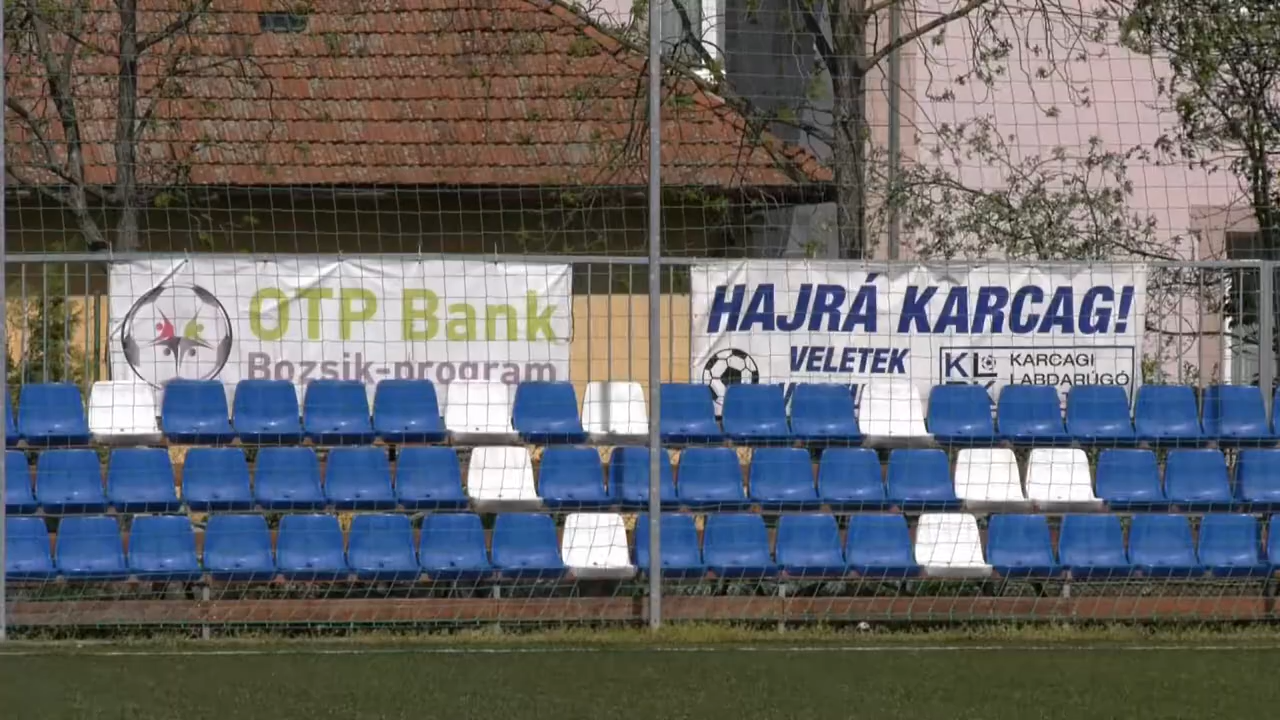 OTP Bank
Bozsik-program
HAJRÁ KARCAG!
VELETEK
KARCAGI
LABDARÚGÓ